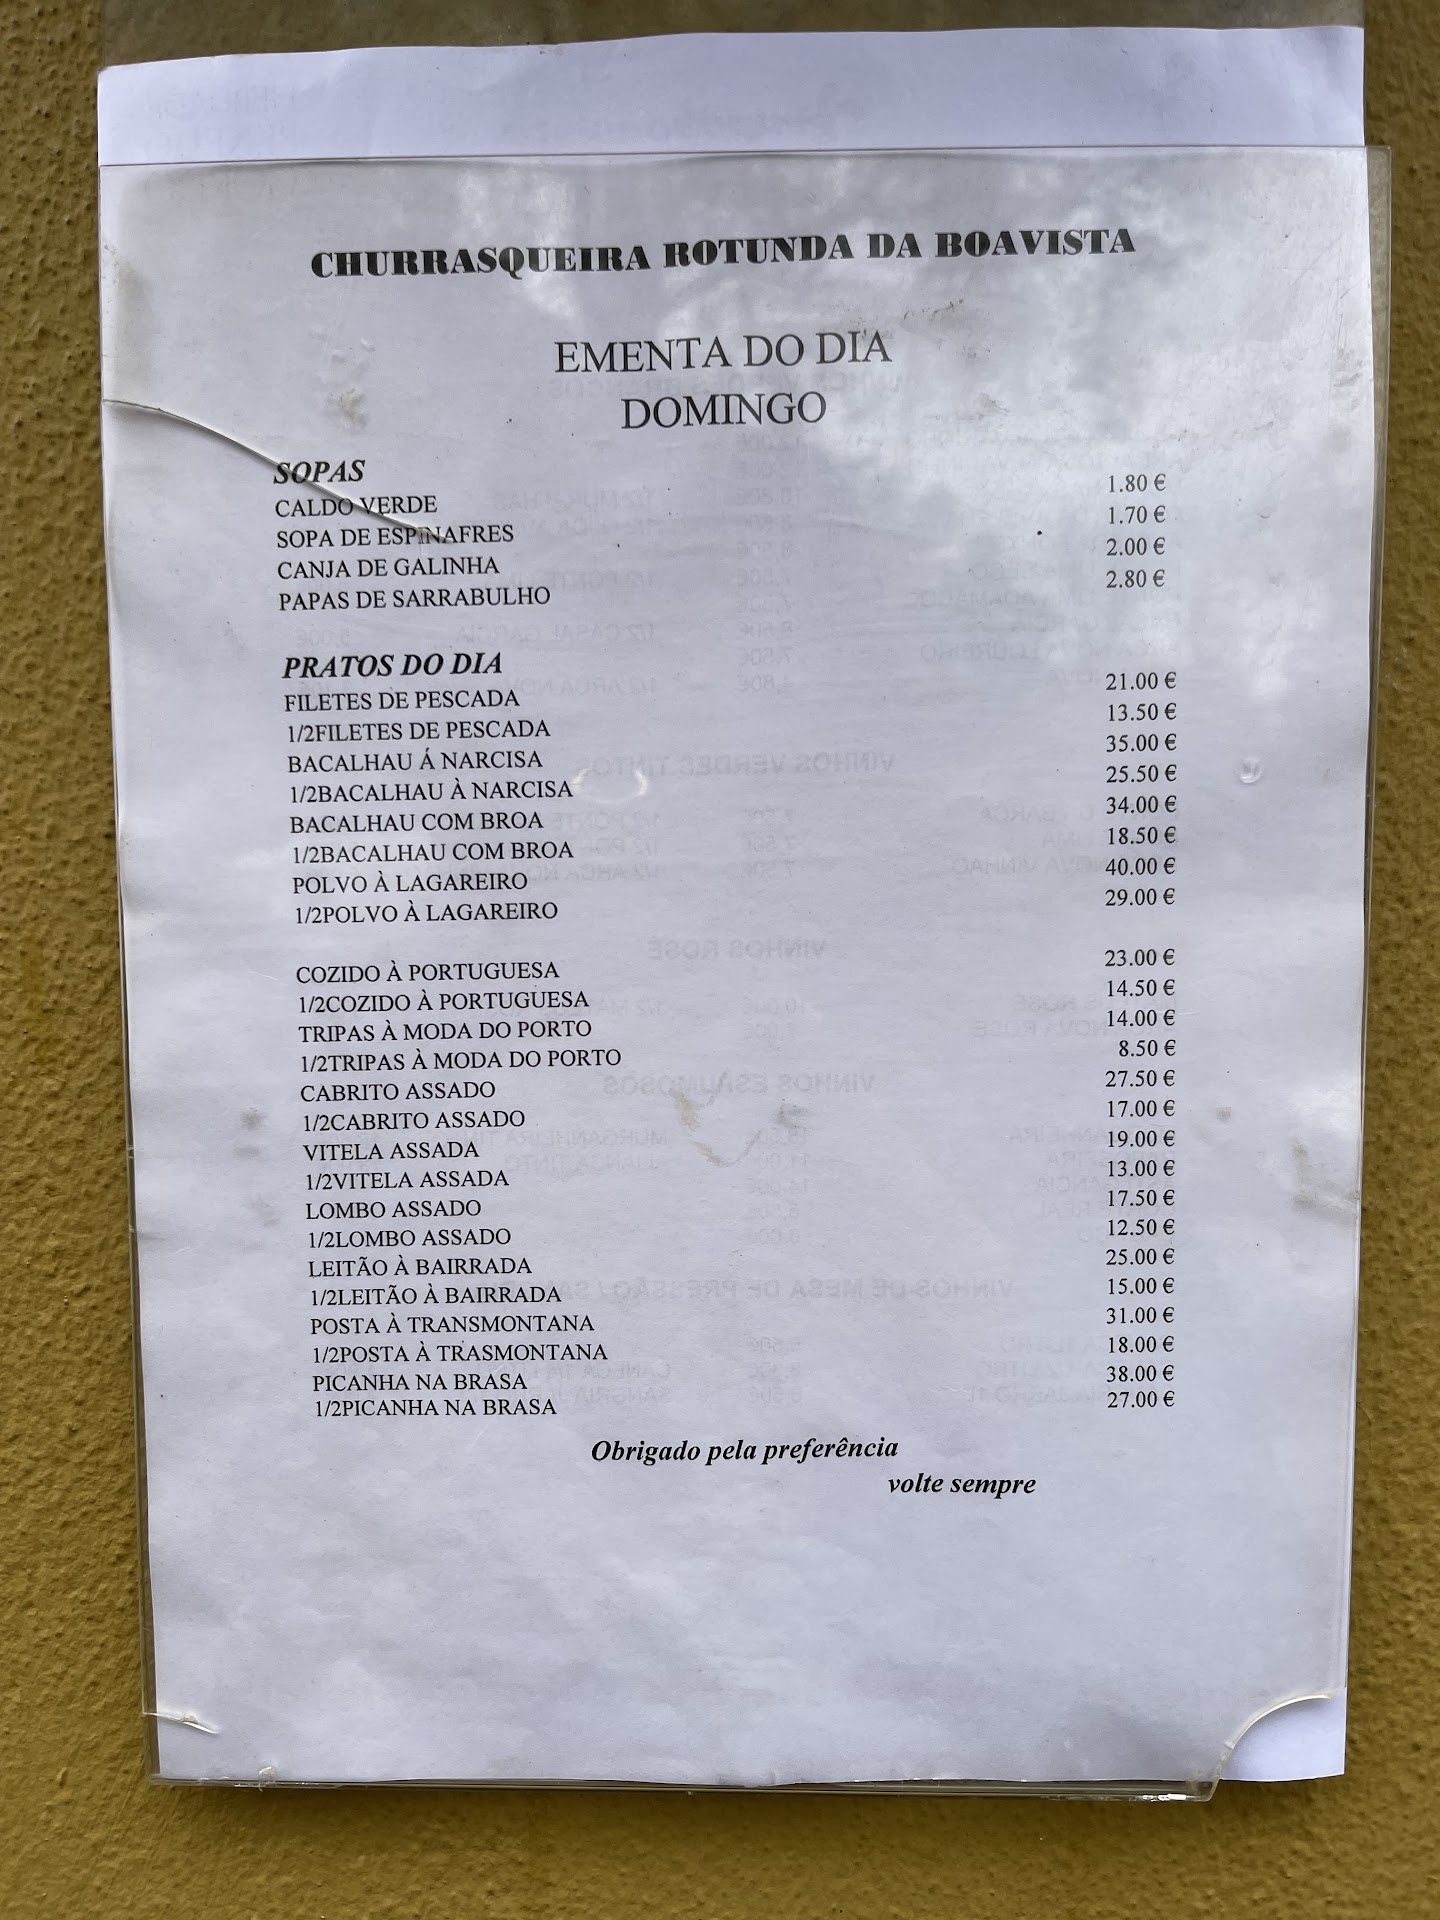 CHURRASQUEIRA ROTUNDA DA BOAVISTA
EMENTA DO DIA
DOMINGO
SOPAS
CALDO VERDE 1.80 €
SOPA DE ESPINAFRES 1.70 €
CANJA DE GALINHA 2.00 €
PAPAS DE SARRABULHO 2.80 €
PRATOS DO DIA
FILETES DE PESCADA 21.00 €
1/2FILETES DE PESCADA 13.50 €
BACALHAU Á NARCISA 35.00 €
1/2BACALHAU À NARCISA 25.50 €
BACALHAU COM BROA 34.00 €
1/2BACALHAU COM BROA 18.50 €
POLVO À LAGAREIRO 40.00 €
1/2POLVO À LAGAREIRO 29.00 €
COZIDO À PORTUGUESA 23.00 €
1/2COZIDO À PORTUGUESA 14.50 €
TRIPAS À MODA DO PORTO 14.00 €
1/2TRIPAS À MODA DO PORTO 8.50 €
CABRITO ASSADO 27.50 €
1/2CABRITO ASSADO 17.00 €
VITELA ASSADA 19.00 €
1/2VITELA ASSADA 13.00 €
LOMBO ASSADO 17.50 €
1/2LOMBO ASSADO 12.50 €
LEITÃO À BAIRRADA 25.00 €
1/2LEITÃO À BAIRRADA 15.00 €
POSTA À TRANSMONTANA 31.00 €
1/2POSTA À TRASMONTANA 18.00 €
PICANHA NA BRASA 38.00 €
1/2PICANHA NA BRASA 27.00 €
Obrigado pela preferência
volte sempre